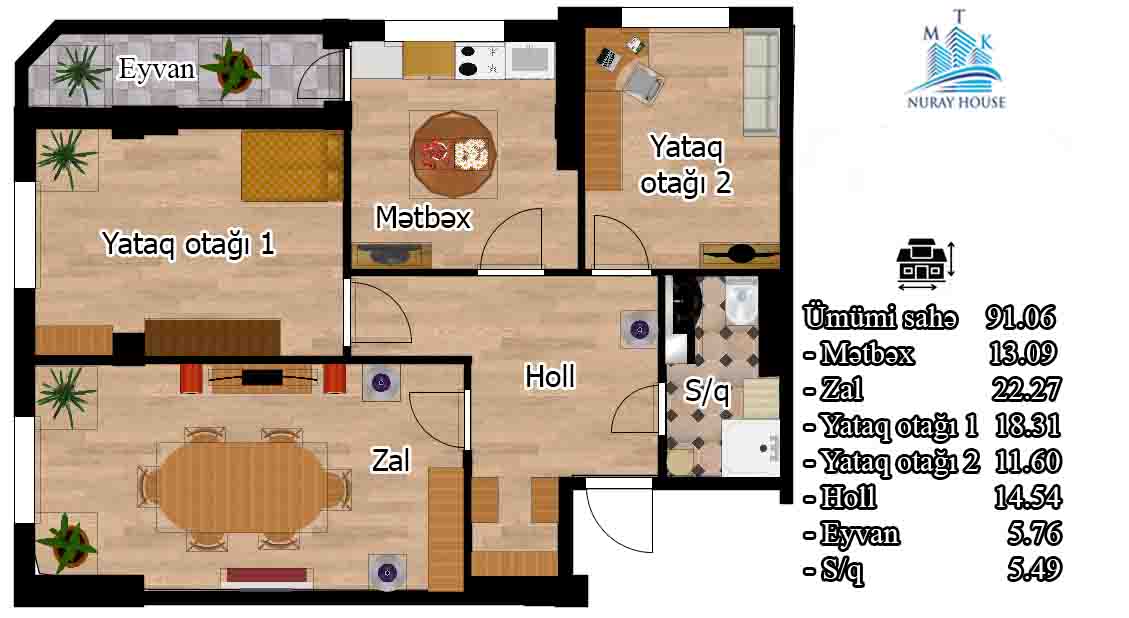 M T K
NURAY HOUSE
Eyvan
Yataq
otağı 2
Mətbəx
Yataq otağı 1
Holl
S/q
Zal
Ümümi sahə 91.06
- Mətbəx 13.09
- Zal 22.27
- Yataq otağı 1 18.31
- Yataq otağı 2 11.60
- Holl 14.54
- Eyvan 5.76
- S/q 5.49